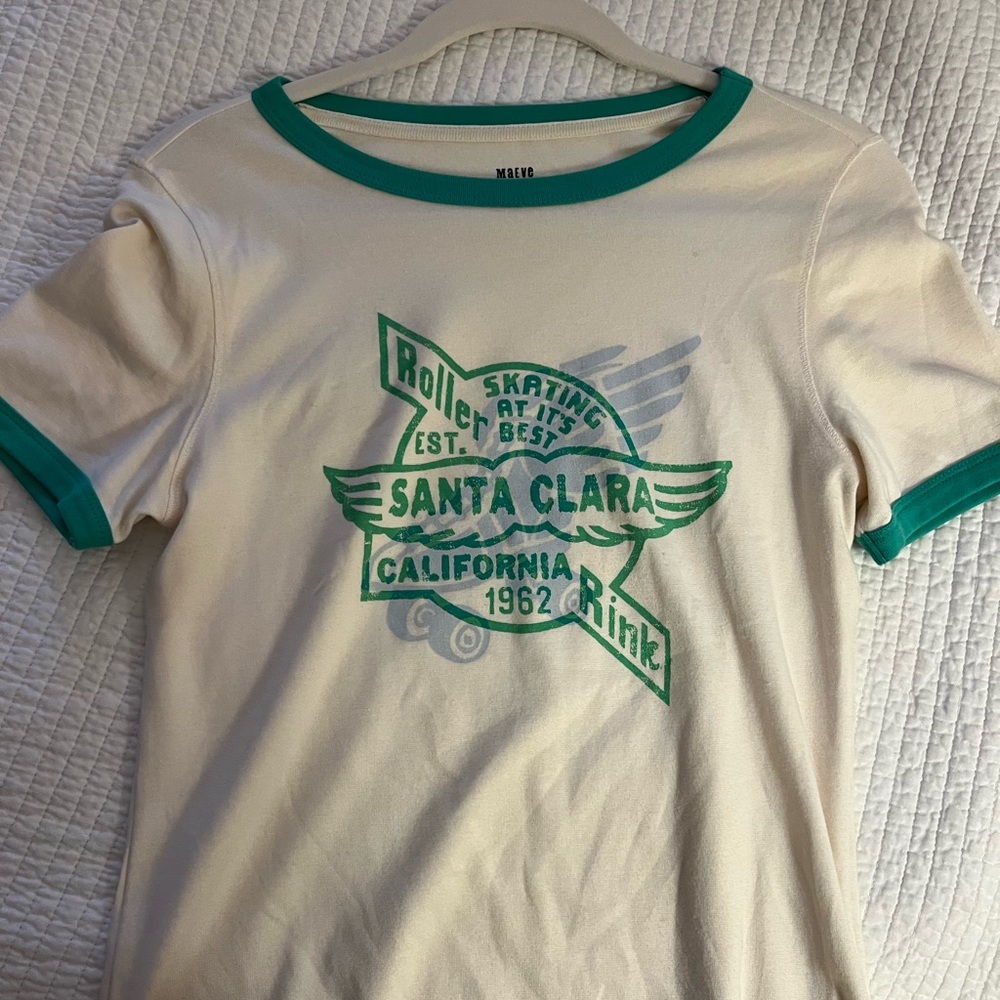 Maeve
Roller
SKATING
AT IT'S
BEST
EST.
SANTA CLARA
CALIFORNIA
1962
Rink